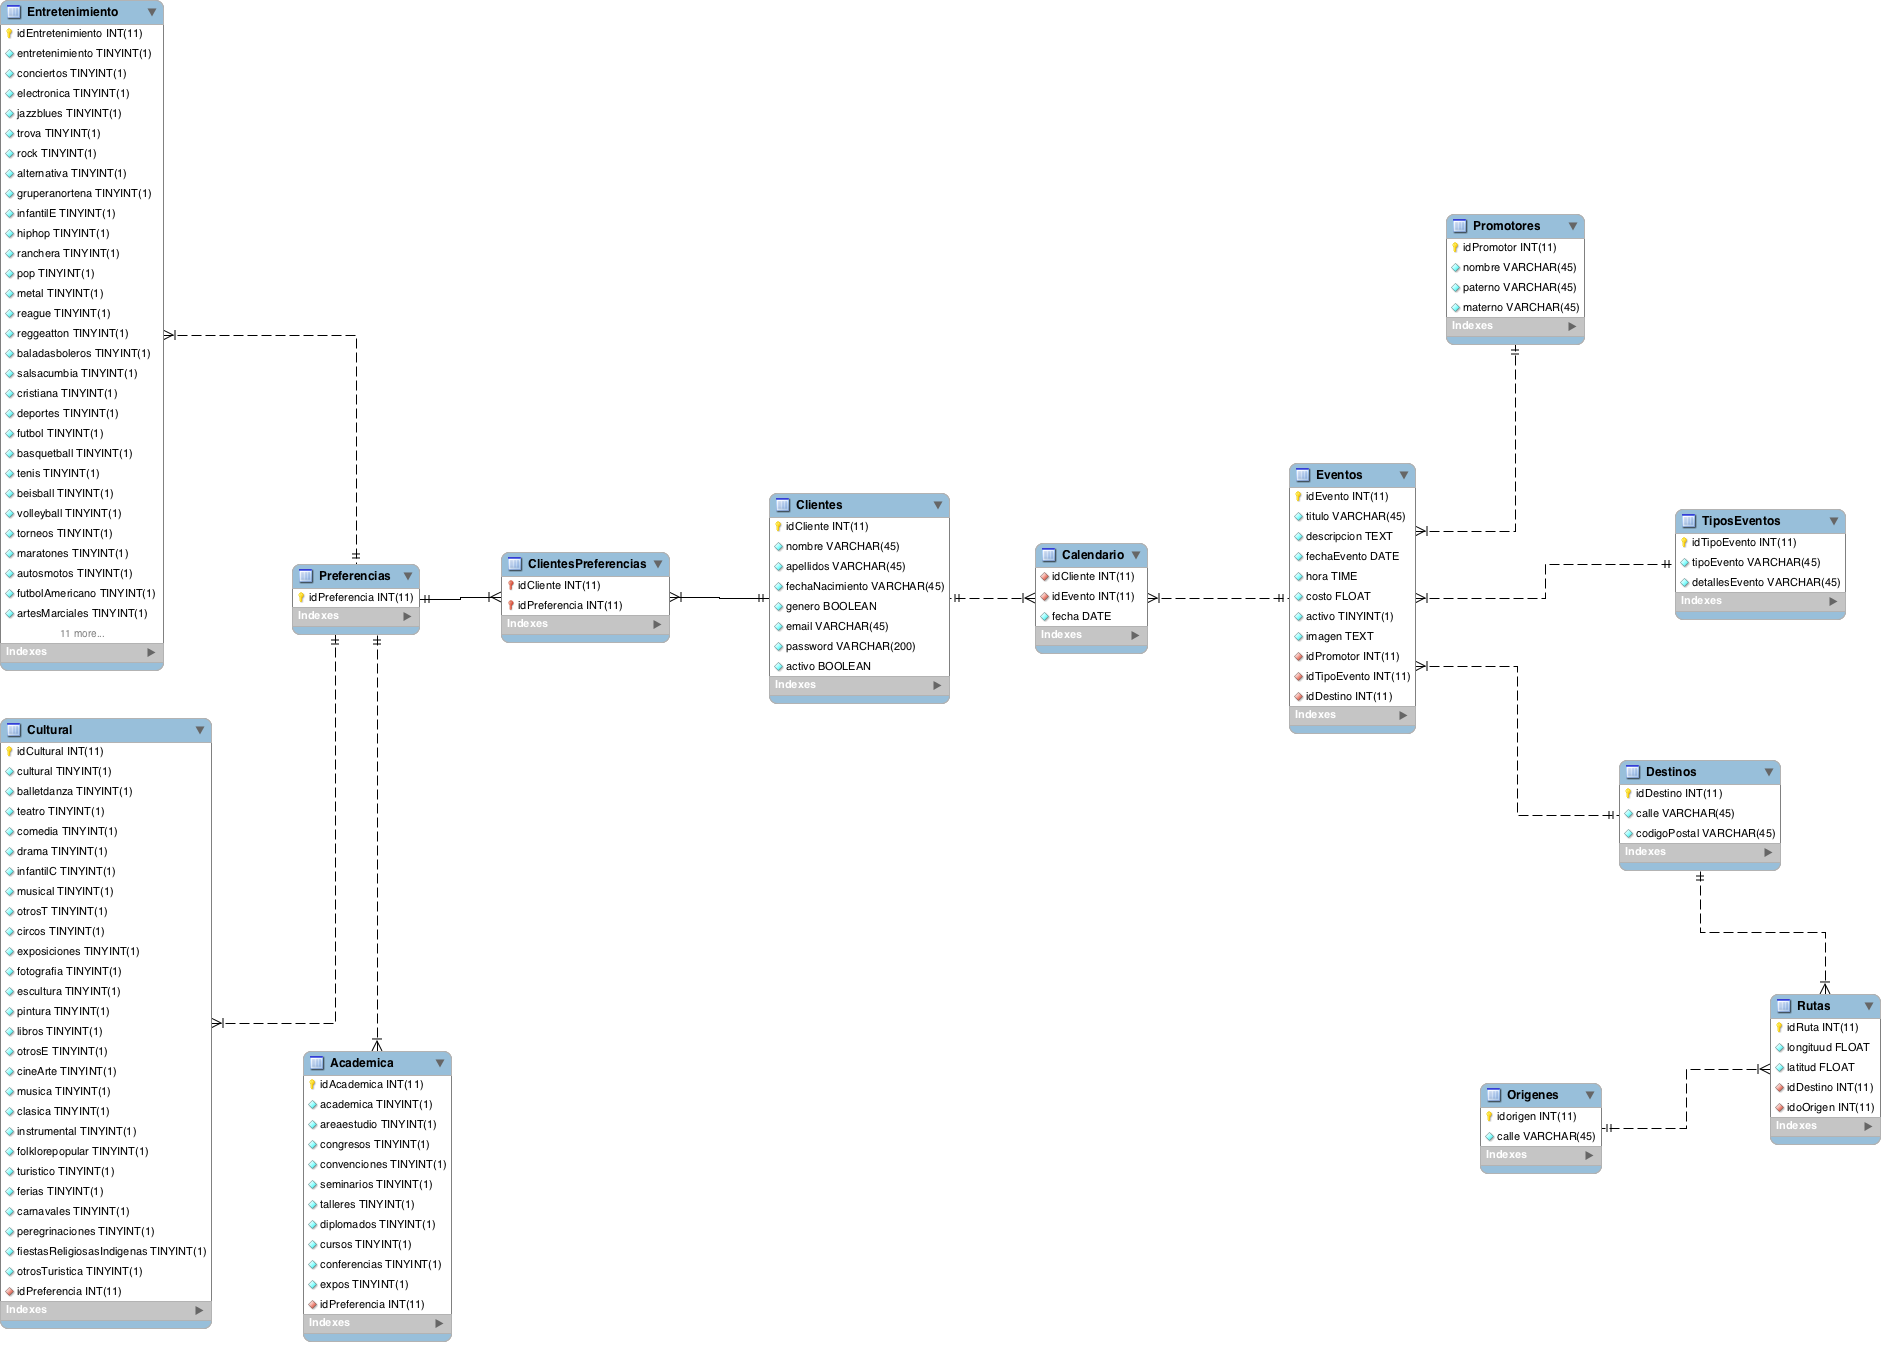 Entretenimiento
idEntretenimiento INT(11)
entretenimiento TINYINT(1)
conciertos TINYINT(1)
electronica TINYINT(1)
jazzblues TINYINT(1)
trova TINYINT(1)
rock TINYINT(1)
alternativa TINYINT(1)
gruperanortena TINYINT(1)
infantilE TINYINT(1)
hiphop TINYINT(1)
ranchera TINYINT(1)
pop TINYINT(1)
metal TINYINT(1)
reague TINYINT(1)
reggeatton TINYINT(1)
baladasboleros TINYINT(1)
salsacumbia TINYINT(1)
cristiana TINYINT(1)
deportes TINYINT(1)
futbol TINYINT(1)
basquetball TINYINT(1)
tenis TINYINT(1)
beisball TINYINT(1)
volleyball TINYINT(1)
torneos TINYINT(1)
maratones TINYINT(1)
autosmotos TINYINT(1)
futbolAmericano TINYINT(1)
artesMarciales TINYINT(1)
11 more...
Indexes
Cultural
idCultural INT(11)
cultural TINYINT(1)
balletdanza TINYINT(1)
teatro TINYINT(1)
comedia TINYINT(1)
drama TINYINT(1)
infantilC TINYINT(1)
musical TINYINT(1)
otrosT TINYINT(1)
circos TINYINT(1)
exposiciones TINYINT(1)
fotografia TINYINT(1)
escultura TINYINT(1)
pintura TINYINT(1)
libros TINYINT(1)
otrosE TINYINT(1)
cineArte TINYINT(1)
musica TINYINT(1)
clasica TINYINT(1)
instrumental TINYINT(1)
folklorepopular TINYINT(1)
turistico TINYINT(1)
ferias TINYINT(1)
carnavales TINYINT(1)
peregrinaciones TINYINT(1)
fiestasReligiosasIndigenas TINYINT(1)
otrosTuristica TINYINT(1)
idPreferencia INT(11)
Indexes
Preferencias
idPreferencia INT(11)
Indexes
Academica
idAcademica INT(11)
academica TINYINT(1)
areaestudio TINYINT(1)
congresos TINYINT(1)
convenciones TINYINT(1)
seminarios TINYINT(1)
talleres TINYINT(1)
diplomados TINYINT(1)
cursos TINYINT(1)
conferencias TINYINT(1)
expos TINYINT(1)
idPreferencia INT(11)
Indexes
ClientesPreferencias
idCliente INT(11)
idPreferencia INT(11)
Indexes
Clientes
idCliente INT(11)
nombre VARCHAR(45)
apellidos VARCHAR(45)
fechaNacimiento VARCHAR(45)
genero BOOLEAN
email VARCHAR(45)
password VARCHAR(200)
activo BOOLEAN
Indexes
Calendario
idCliente INT(11)
idEvento INT(11)
fecha DATE
Indexes
Eventos
idEvento INT(11)
titulo VARCHAR(45)
descripcion TEXT
fechaEvento DATE
hora TIME
costo FLOAT
activo TINYINT(1)
imagen TEXT
idPromotor INT(11)
idTipoEvento INT(11)
idDestino INT(11)
Indexes
Promotores
idPromotor INT(11)
nombre VARCHAR(45)
paterno VARCHAR(45)
materno VARCHAR(45)
Indexes
TiposEventos
idTipoEvento INT(11)
tipoEvento VARCHAR(45)
detallesEvento VARCHAR(45)
Indexes
Destinos
idDestino INT(11)
calle VARCHAR(45)
codigoPostal VARCHAR(45)
Indexes
Rutas
idRuta INT(11)
longituud FLOAT
latitud FLOAT
idDestino INT(11)
idoOrigen INT(11)
Indexes
Origenes
idorigen INT(11)
calle VARCHAR(45)
Indexes